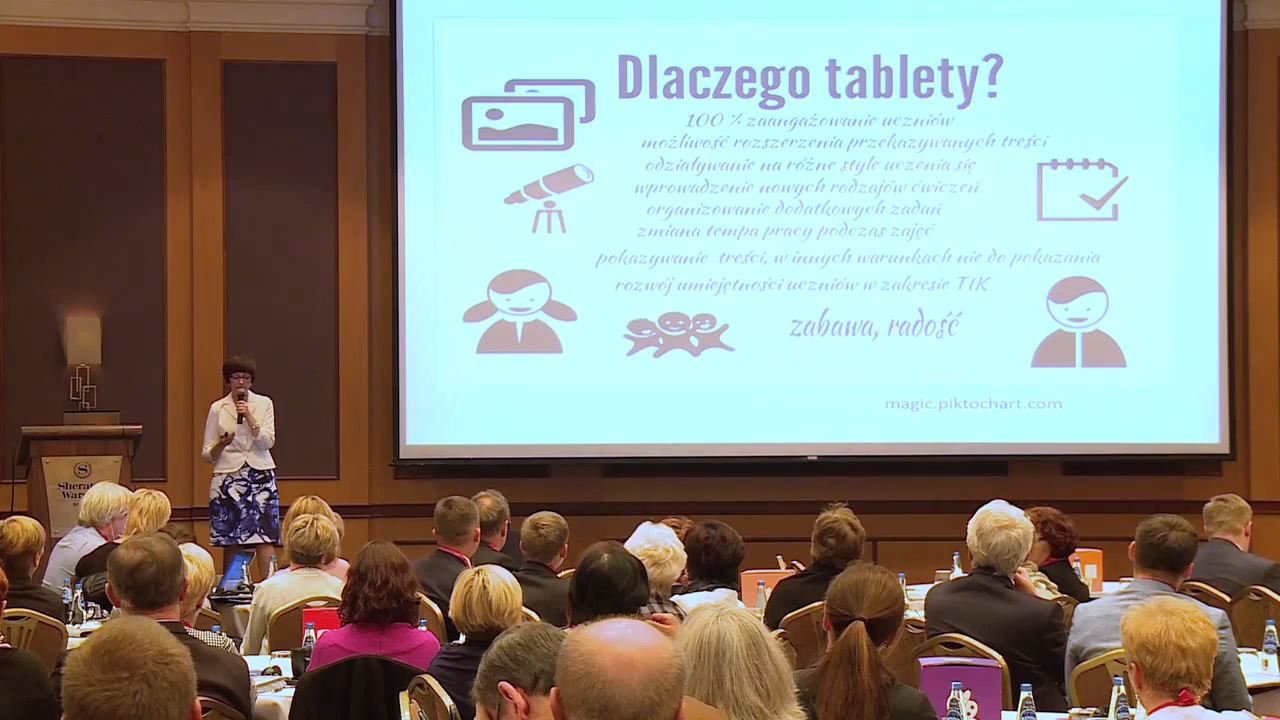 Dlaczego tablety?
100 % zaangażowanie uczniów
możliwość rozszerzenia przekazywanych treści
odziaływanie na różne style uczenia się
wprowadzenie nowych rodzajów ćwiczeń
organizowanie dodatkowych zadań
zmiana tempa pracy podczas zajęć
pokazywanie treści, w innych warunkach nie do pokazania
rozwój umiejętności uczniów w zakresie TIK
zabawa, radość
magic.piktochart.com